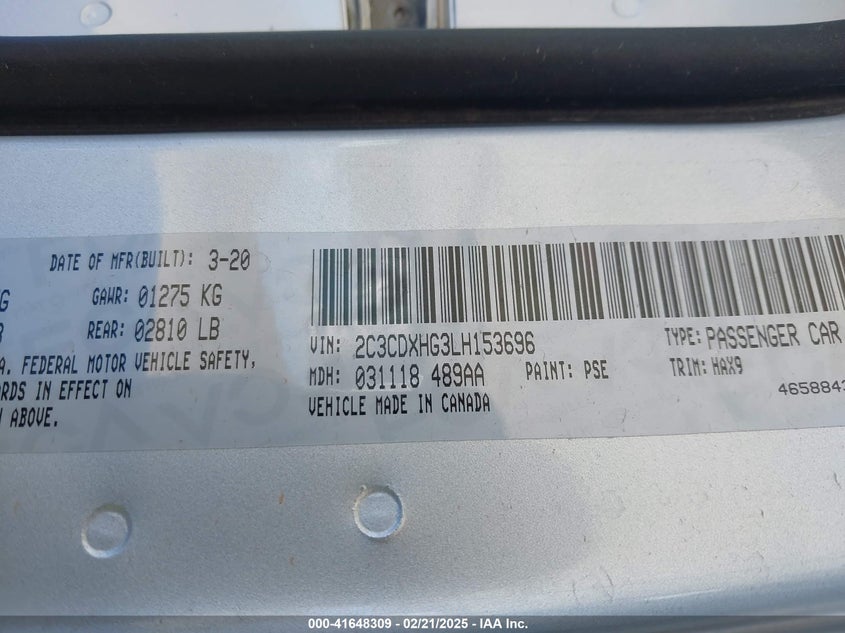 DATE OF MFR(BUILT): 3-20
G GAWR: 01275 KG
B REAR: 02810 LB
A. FEDERAL MOTOR VEHICLE SAFETY,
RDS IN EFFECT ON
ABOVE.
VIN: 2C3CDXHG3LH153696 TYPE: PASSENGER CAR
MDH: 031118 489AA PAINT: PSE TRIM: HAX9
VEHICLE MADE IN CANADA
465884
000-41648309 - 02/21/2025 - IAA Inc.